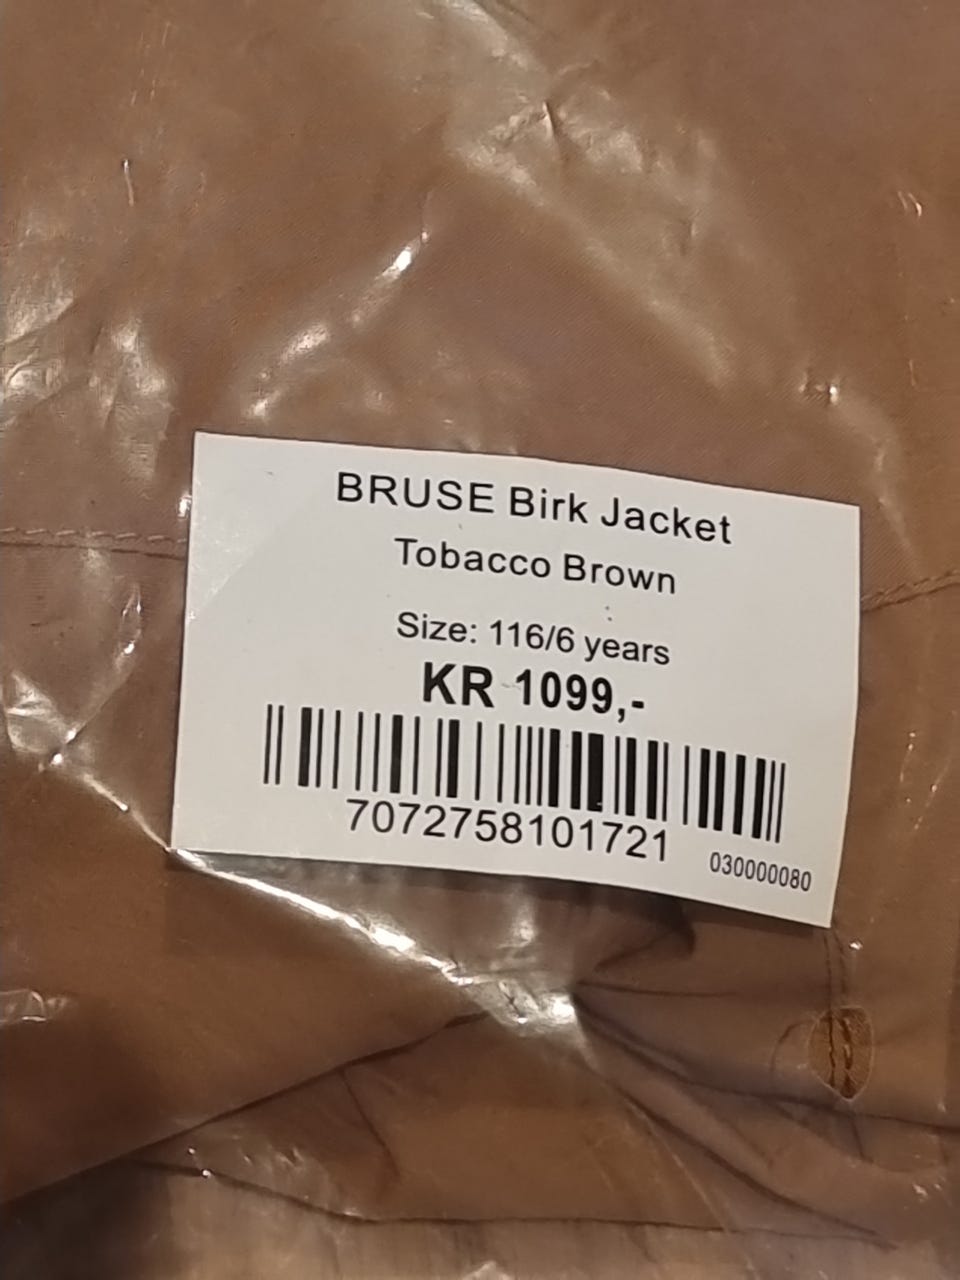 BRUSE Birk Jacket
Tobacco Brown
Size: 116/6 years
KR 1099,-
7072758101721
030000080